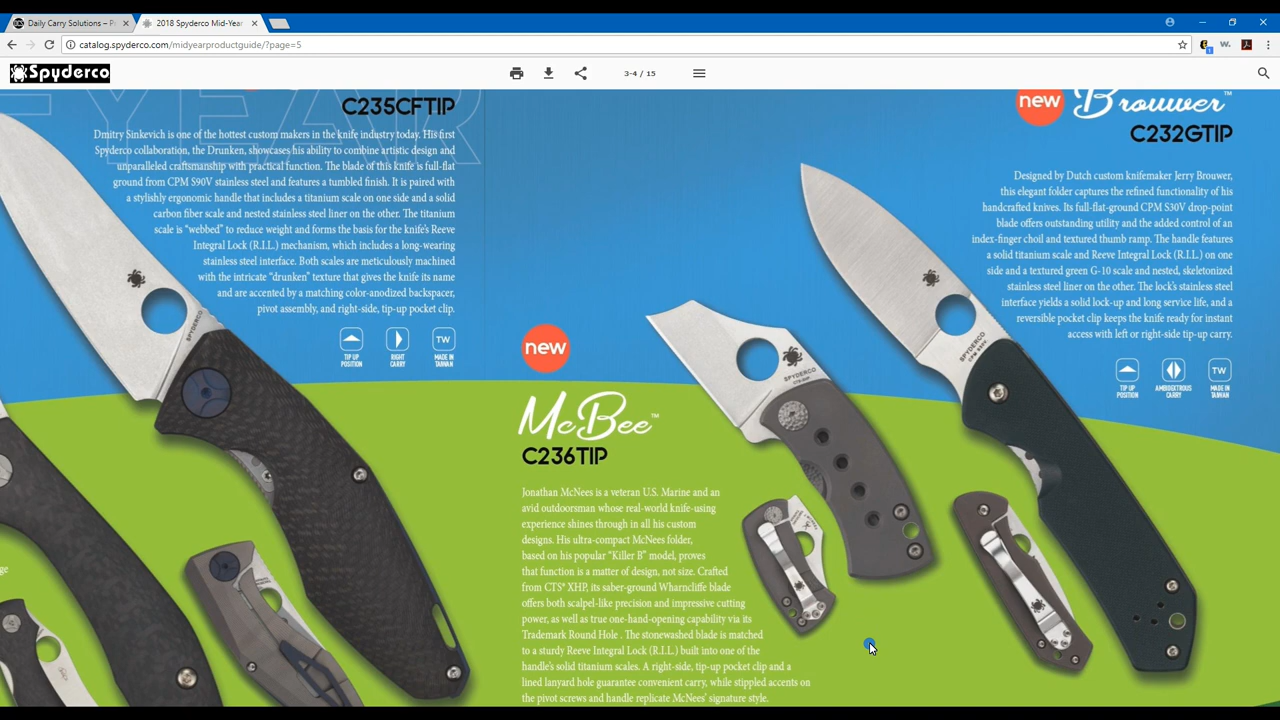 Daily Carry Solutions – P
2018 Spyderco Mid-Year
catalog.spyderco.com/midyearproductguide/?page=5
Spyderco
3-4 / 15
YEAR
C235CFTIP
Dmitry Sinkevich is one of the hottest custom makers in the knife industry today. His first
Spyderco collaboration, the Drunken, showcases his ability to combine artistic design and
unparalleled craftsmanship with practical function. The blade of this knife is full-flat
ground from CPM S90V stainless steel and features a tumbled finish. It is paired with
a stylishly ergonomic handle that includes a titanium scale on one side and a solid
carbon fiber scale and nested stainless steel liner on the other. The titanium
scale is “webbed” to reduce weight and forms the basis for the knife's Reeve
Integral Lock (R.I.L.) mechanism, which includes a long-wearing
stainless steel interface. Both scales are meticulously machined
with the intricate “drunken” texture that gives the knife its name
and are accented by a matching color-anodized backspacer,
pivot assembly, and right-side, tip-up pocket clip.
TIP UP
POSITION
RIGHT
CARRY
TW
MADE IN
TAIWAN
SPYDERCO
ge
new
McBee™
C236TIP
Jonathan McNees is a veteran U.S. Marine and an
avid outdoorsman whose real-world knife-using
experience shines through in all his custom
designs. His ultra-compact McNees folder,
based on his popular “Killer B” model, proves
that function is a matter of design, not size. Crafted
from CTS® XHP, its saber-ground Wharncliffe blade
offers both scalpel-like precision and impressive cutting
power, as well as true one-hand-opening capability via its
Trademark Round Hole . The stonewashed blade is matched
to a sturdy Reeve Integral Lock (R.I.L.) built into one of the
handle's solid titanium scales. A right-side, tip-up pocket clip and a
lined lanyard hole guarantee convenient carry, while stippled accents on
the pivot screws and handle replicate McNees' signature style.
SPYDERCO
new
Brouwer™
C232GTIP
Designed by Dutch custom knifemaker Jerry Brouwer,
this elegant folder captures the refined functionality of his
handcrafted knives. Its full-flat-ground CPM S30V drop-point
blade offers outstanding utility and the added control of an
index-finger choil and textured thumb ramp. The handle features
a solid titanium scale and Reeve Integral Lock (R.I.L.) on one
side and a textured green G-10 scale and nested, skeletonized
stainless steel liner on the other. The lock's stainless steel
interface yields a solid lock-up and long service life, and a
reversible pocket clip keeps the knife ready for instant
access with left or right-side tip-up carry.
TIP UP
POSITION
AMBIDEXTROUS
CARRY
TW
MADE IN
TAIWAN
SPYDERCO